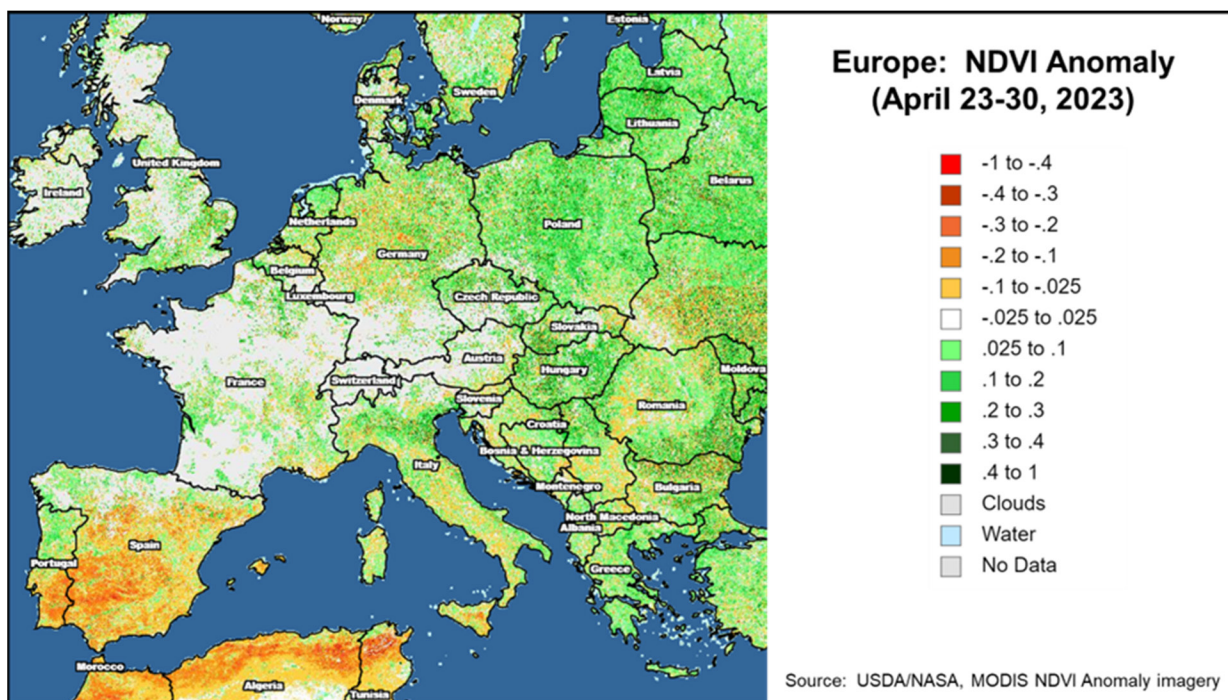 Europe:  NDVI Anomaly
(April 23-30, 2023)
-1 to -.4
-.4 to -.3
-.3 to -.2
-.2 to -.1
-.1 to -.025
-.025 to .025
.025 to .1
.1 to .2
.2 to .3
.3 to .4
.4 to 1
Clouds
Water
No Data
Source:  USDA/NASA, MODIS NDVI Anomaly imagery
Norway
Estonia
Latvia
Sweden
Denmark
Lithuania
United Kingdom
Ireland
Belarus
Netherlands
Poland
Germany
Belgium
Luxembourg
Czech Republic
Slovakia
Austria
Hungary
Moldova
France
Switzerland
Slovenia
Romania
Croatia
Bosnia & Herzegovina
Italy
Montenegro
Bulgaria
North Macedonia
Albania
Spain
Portugal
Greece
Morocco
Algeria
Tunisia